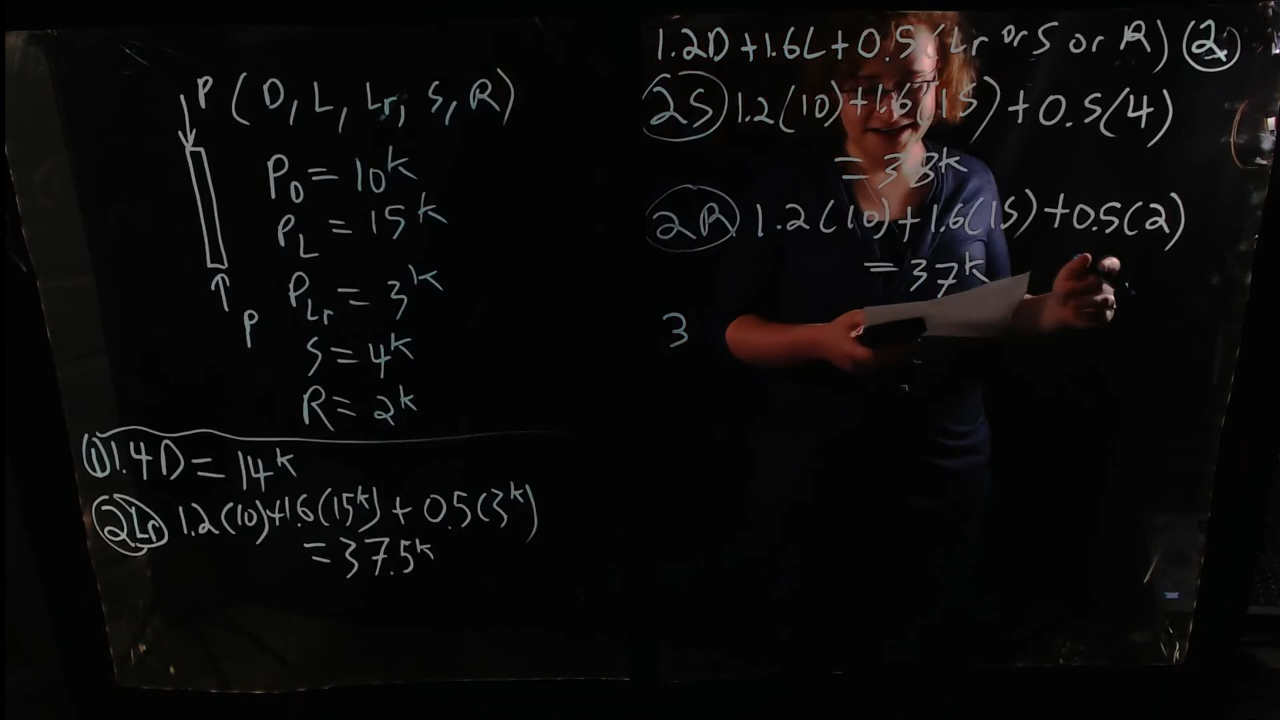 P (D, L, Lr, S, R)
P_D = 10^k
P_L = 15^k
P_Lr = 3^k
P
S = 4^k
R = 2^k
(1) 1.4D = 14^k
(2Lr) 1.2(10)+1.6(15^k) + 0.5(3^k)
= 37.5^k
1.2D+1.6L+0.5(Lr or S or R) (2)
(2S) 1.2(10)+1.6(15)+0.5(4)
= 38^k
(2R) 1.2(10)+1.6(15)+0.5(2)
= 37^k
3